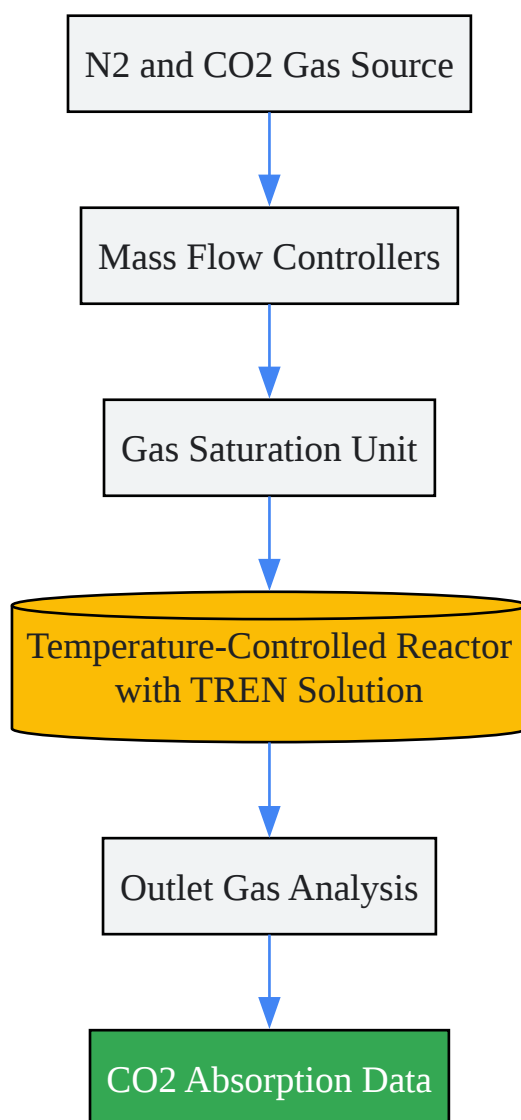 N2 and CO2 Gas Source
Mass Flow Controllers
Gas Saturation Unit
Temperature-Controlled Reactor
with TREN Solution
Outlet Gas Analysis
CO2 Absorption Data